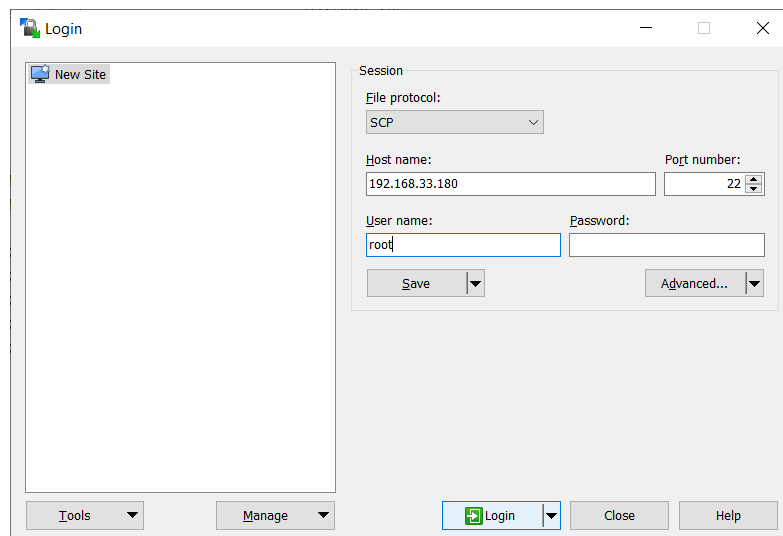 Login
New Site
Session
File protocol:
SCP
Host name:
Port number:
192.168.33.180
22
User name:
Password:
root
Save
Advanced...
Tools
Manage
Login
Close
Help